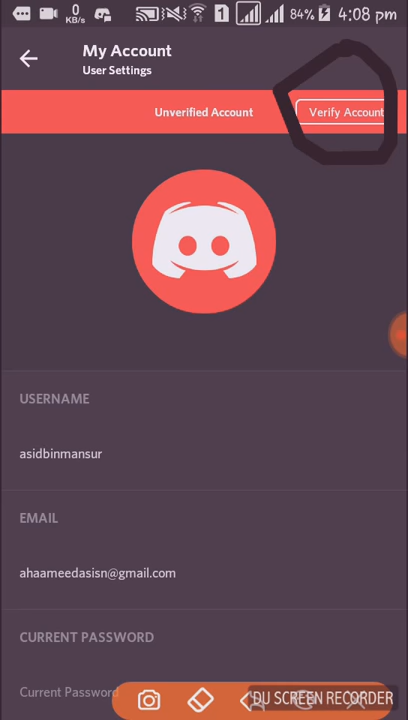 0 KB/s 1 84% 4:08 pm
My Account
User Settings
Unverified Account Verify Account
USERNAME
asidbinmansur
EMAIL
ahaameedasisn@gmail.com
CURRENT PASSWORD
Current Password
DU SCREEN RECORDER